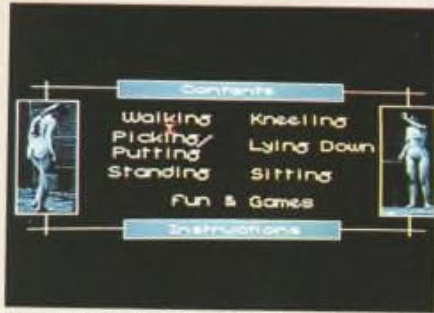 Contents
Walking Kneeling
Picking/
Putting Lying Down
Standing Sitting
Fun & Games
Instructions